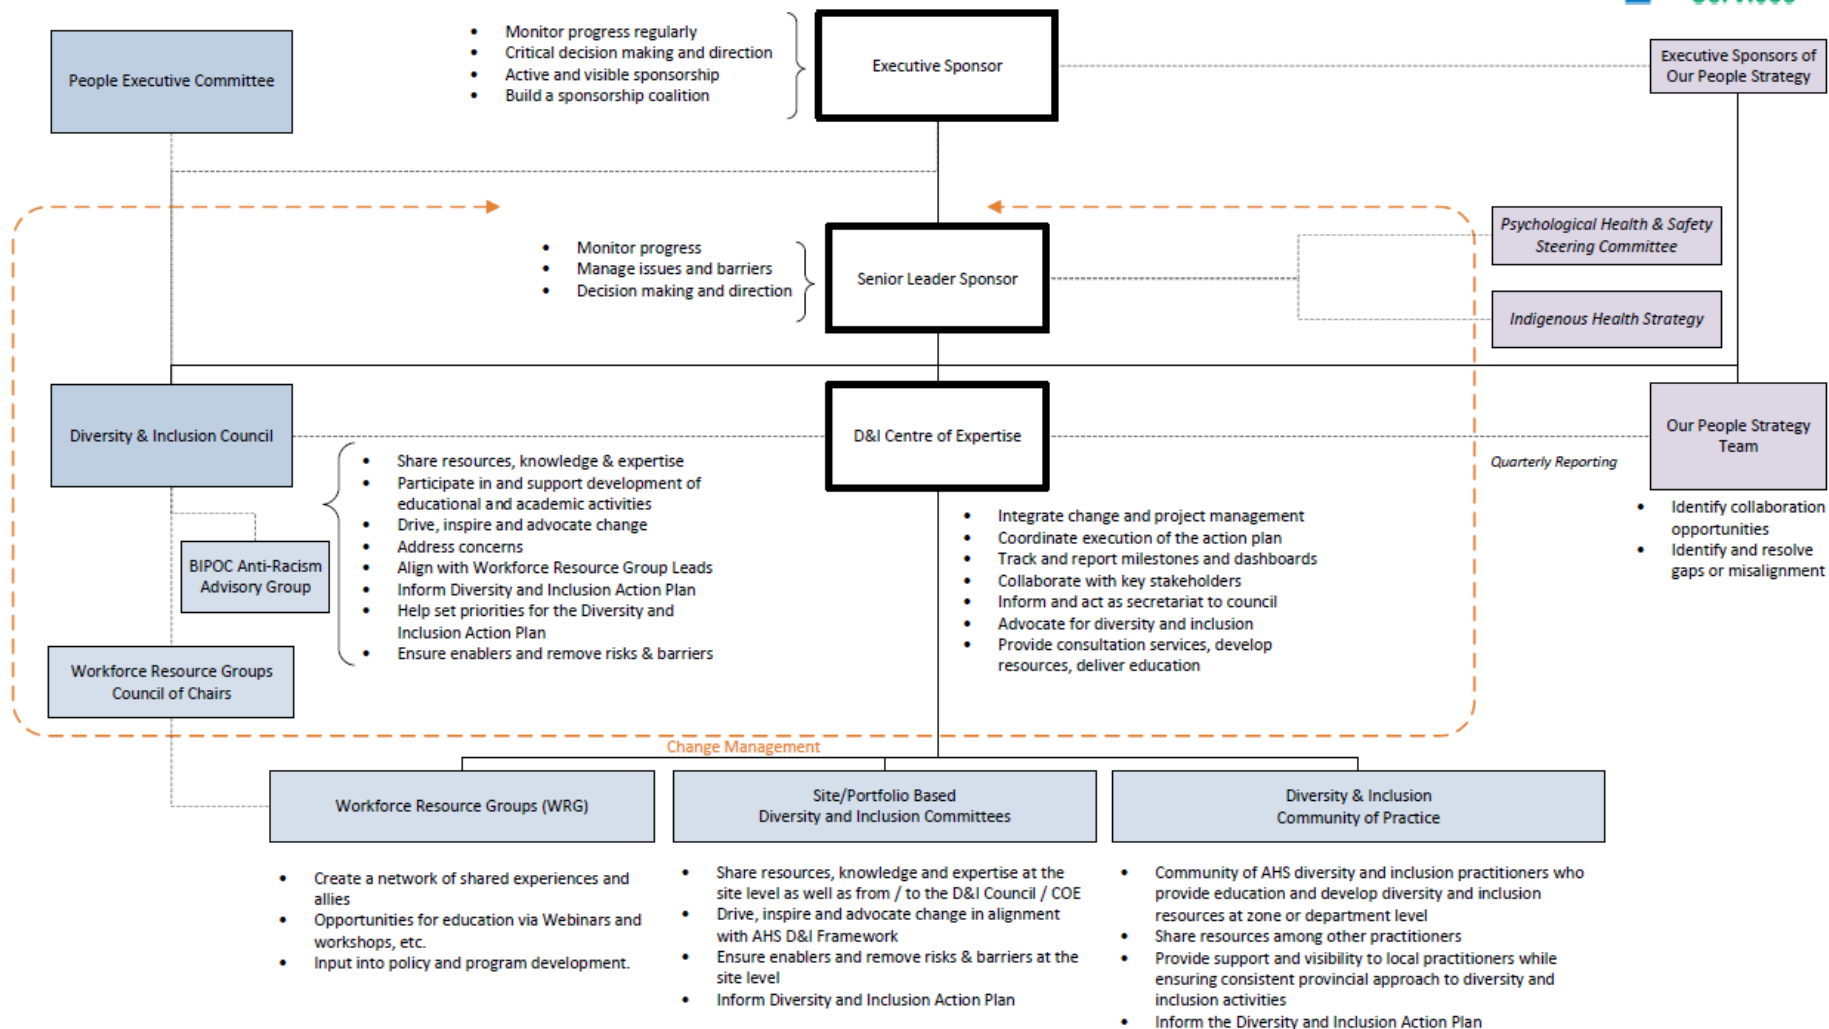 People Executive Committee
• Monitor progress regularly
• Critical decision making and direction
• Active and visible sponsorship
• Build a sponsorship coalition
Executive Sponsor
Executive Sponsors of
Our People Strategy
• Monitor progress
• Manage issues and barriers
• Decision making and direction
Senior Leader Sponsor
Psychological Health & Safety
Steering Committee
Indigenous Health Strategy
Diversity & Inclusion Council
D&I Centre of Expertise
Our People Strategy
Team
Quarterly Reporting
• Share resources, knowledge & expertise
• Participate in and support development of
educational and academic activities
• Drive, inspire and advocate change
• Address concerns
• Align with Workforce Resource Group Leads
• Inform Diversity and Inclusion Action Plan
• Help set priorities for the Diversity and
Inclusion Action Plan
• Ensure enablers and remove risks & barriers
• Integrate change and project management
• Coordinate execution of the action plan
• Track and report milestones and dashboards
• Collaborate with key stakeholders
• Inform and act as secretariat to council
• Advocate for diversity and inclusion
• Provide consultation services, develop
resources, deliver education
• Identify collaboration
opportunities
• Identify and resolve
gaps or misalignment
BIPOC Anti-Racism
Advisory Group
Workforce Resource Groups
Council of Chairs
Change Management
Workforce Resource Groups (WRG)
Site/Portfolio Based
Diversity and Inclusion Committees
Diversity & Inclusion
Community of Practice
• Create a network of shared experiences and
allies
• Opportunities for education via Webinars and
workshops, etc.
• Input into policy and program development.
• Share resources, knowledge and expertise at the
site level as well as from / to the D&I Council / COE
• Drive, inspire and advocate change in alignment
with AHS D&I Framework
• Ensure enablers and remove risks & barriers at the
site level
• Inform Diversity and Inclusion Action Plan
• Community of AHS diversity and inclusion practitioners who
provide education and develop diversity and inclusion
resources at zone or department level
• Share resources among other practitioners
• Provide support and visibility to local practitioners while
ensuring consistent provincial approach to diversity and
inclusion activities
• Inform the Diversity and Inclusion Action Plan